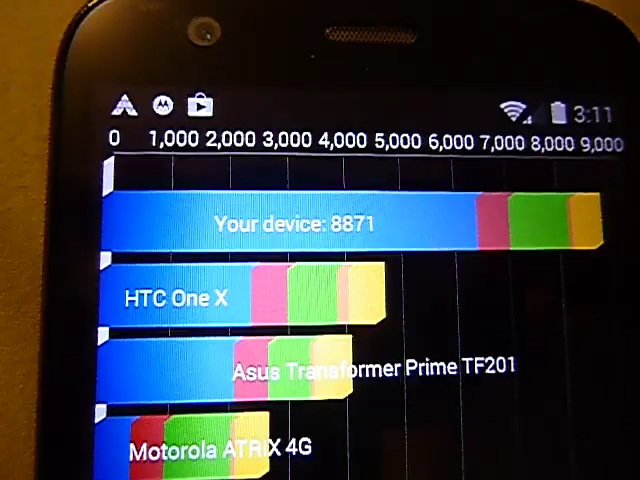 3:11
0 1,000 2,000 3,000 4,000 5,000 6,000 7,000 8,000 9,000
Your device: 8871
HTC One X
Asus Transformer Prime TF201
Motorola ATRIX 4G